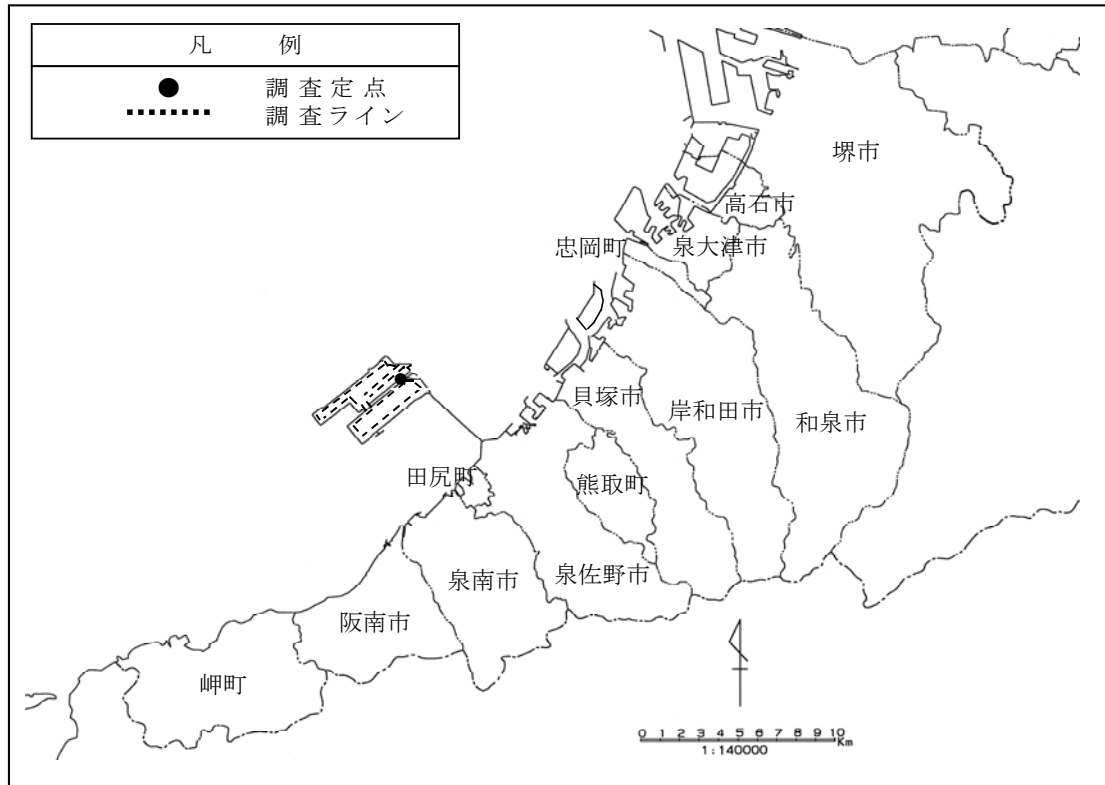 凡 例
調査定点
調査ライン
堺市
高石市
忠岡町
泉大津市
貝塚市
岸和田市
和泉市
田尻町
熊取町
泉南市
泉佐野市
阪南市
岬町
0 1 2 3 4 5 6 7 8 9 10
Km
1:140000